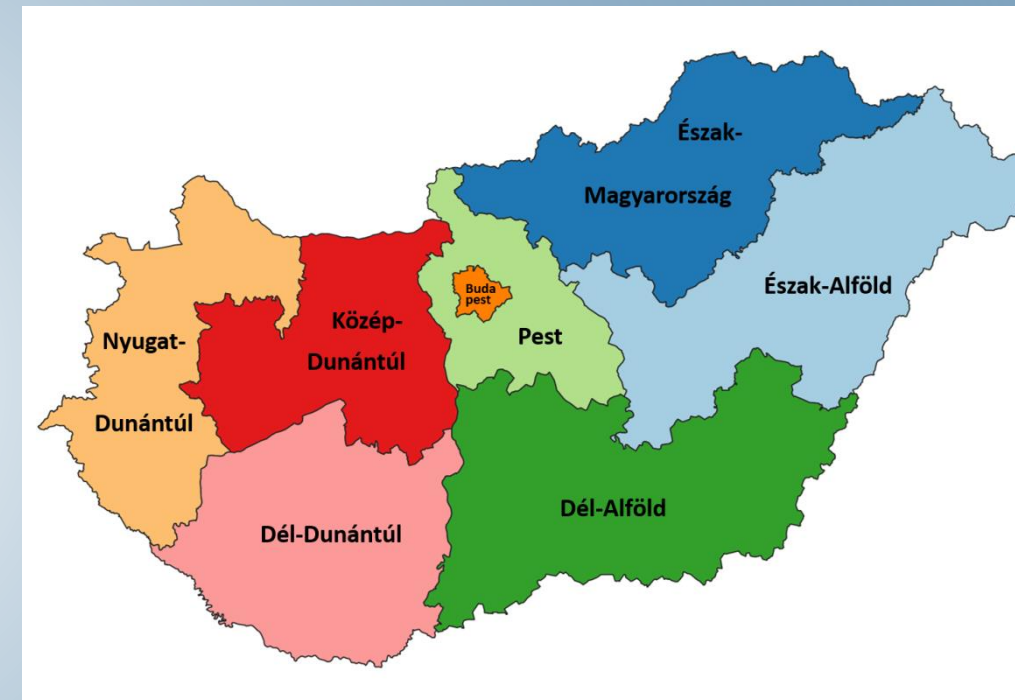 Észak-
Magyarország
Észak-Alföld
Buda
pest
Pest
Közép-
Dunántúl
Nyugat-
Dunántúl
Dél-Dunántúl
Dél-Alföld